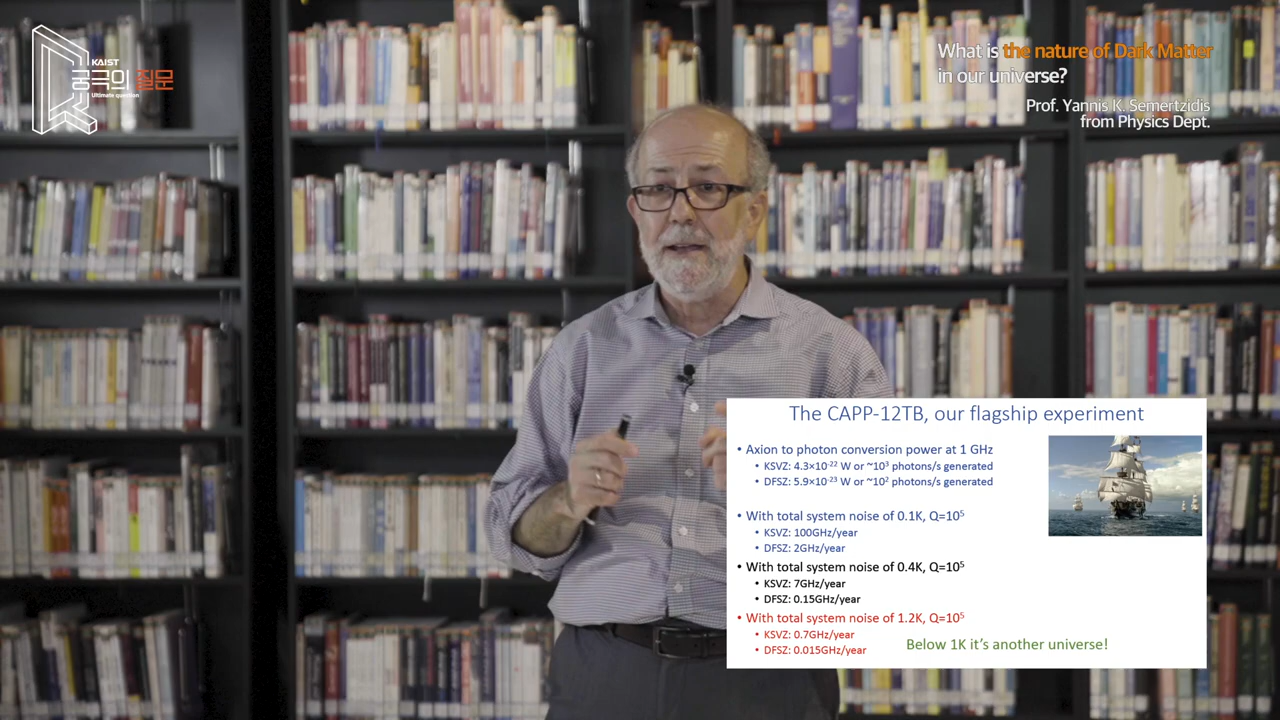 KAIST
궁극의 질문
Ultimate question
What is the nature of Dark Matter
in our universe?
Prof. Yannis K. Semertzidis
from Physics Dept.
The CAPP-12TB, our flagship experiment
• Axion to photon conversion power at 1 GHz
• KSVZ: 4.3×10⁻²² W or ~10³ photons/s generated
• DFSZ: 5.9×10⁻²³ W or ~10² photons/s generated
• With total system noise of 0.1K, Q=10⁵
• KSVZ: 100GHz/year
• DFSZ: 2GHz/year
• With total system noise of 0.4K, Q=10⁵
• KSVZ: 7GHz/year
• DFSZ: 0.15GHz/year
• With total system noise of 1.2K, Q=10⁵
• KSVZ: 0.7GHz/year
• DFSZ: 0.015GHz/year
Below 1K it's another universe!